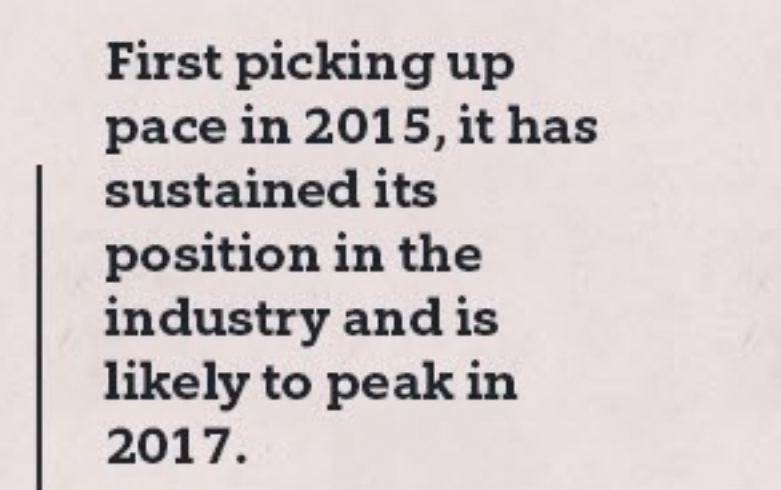 First picking up
pace in 2015, it has
sustained its
position in the
industry and is
likely to peak in
2017.